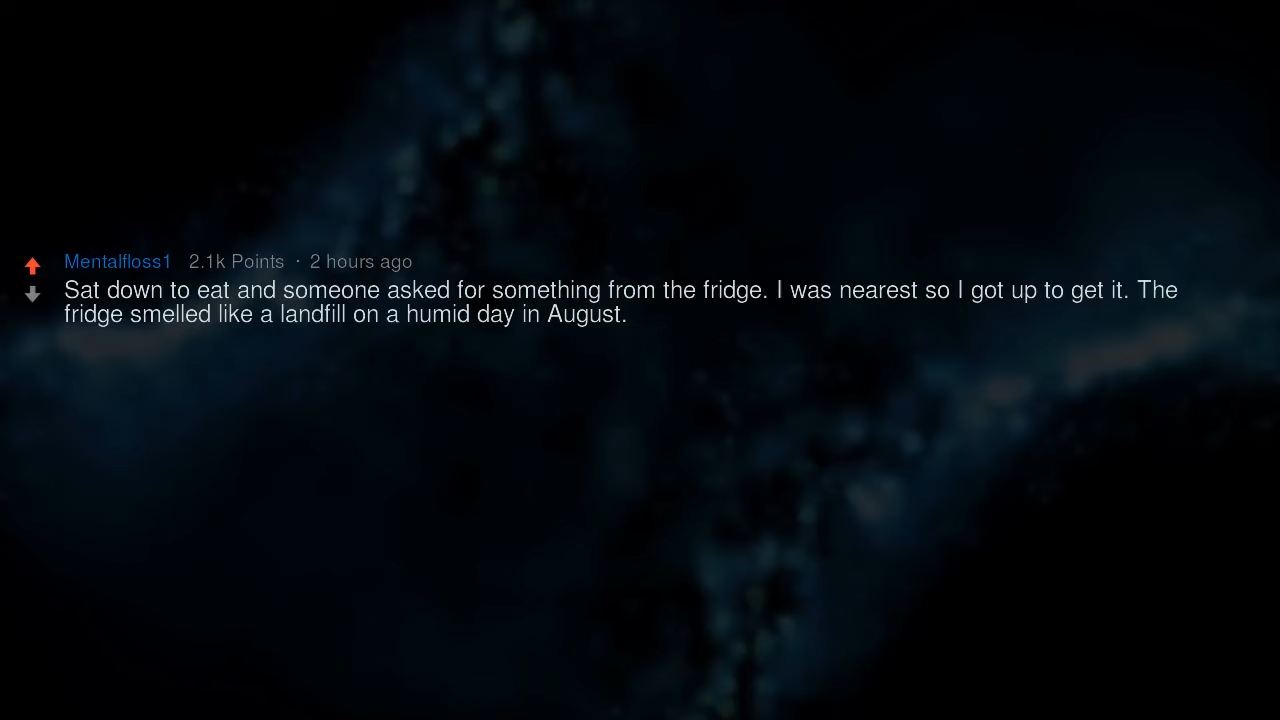 Mentalfloss1 2.1k Points · 2 hours ago
Sat down to eat and someone asked for something from the fridge. I was nearest so I got up to get it. The
fridge smelled like a landfill on a humid day in August.